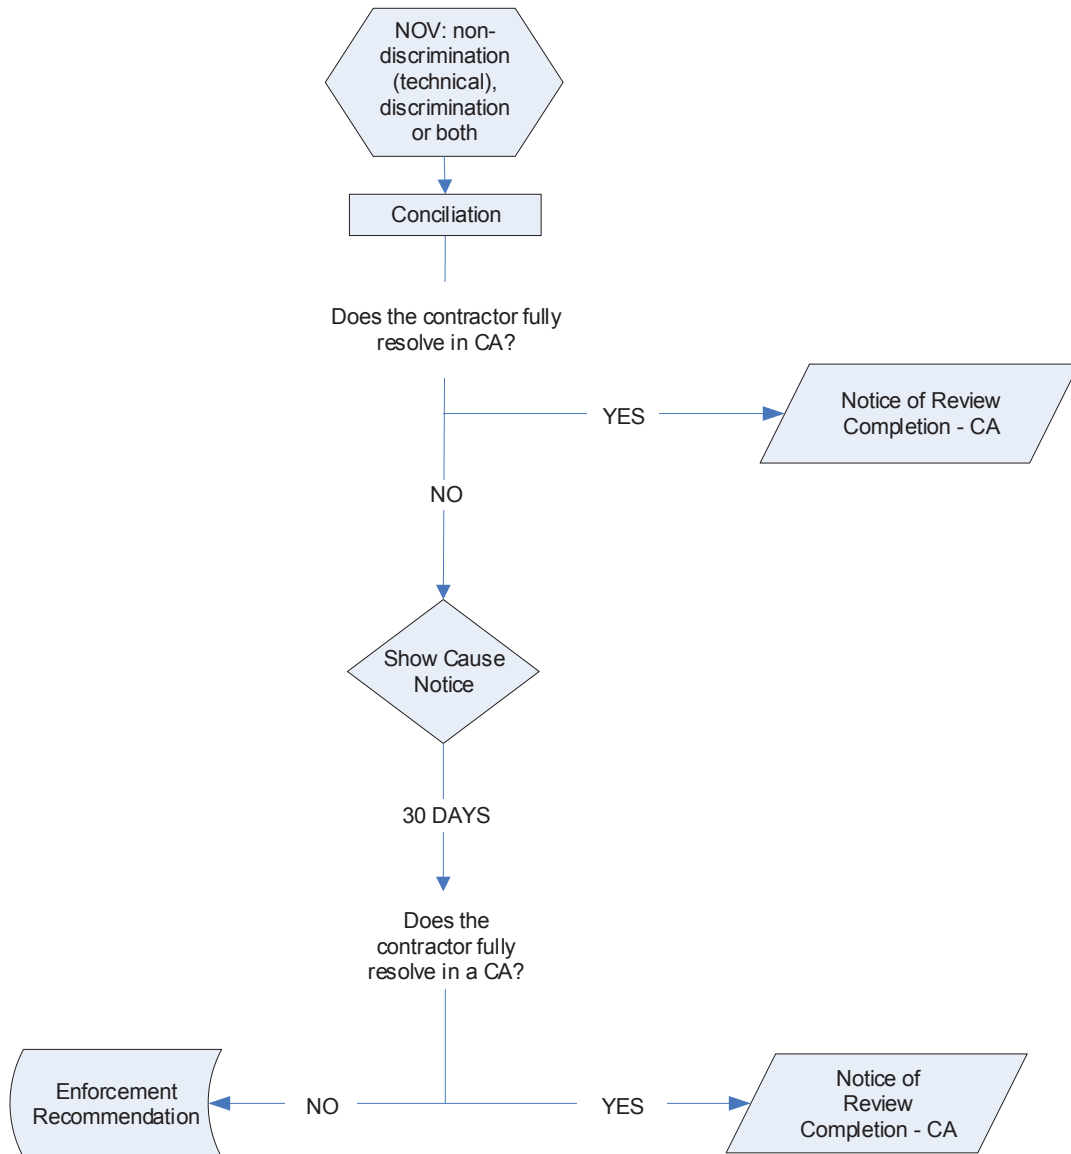 NOV: non-
discrimination
(technical),
discrimination
or both
Conciliation
Does the contractor fully
resolve in CA?
YES
Notice of Review
Completion - CA
NO
Show Cause
Notice
30 DAYS
Does the
contractor fully
resolve in a CA?
Enforcement
Recommendation
NO
YES
Notice of
Review
Completion - CA